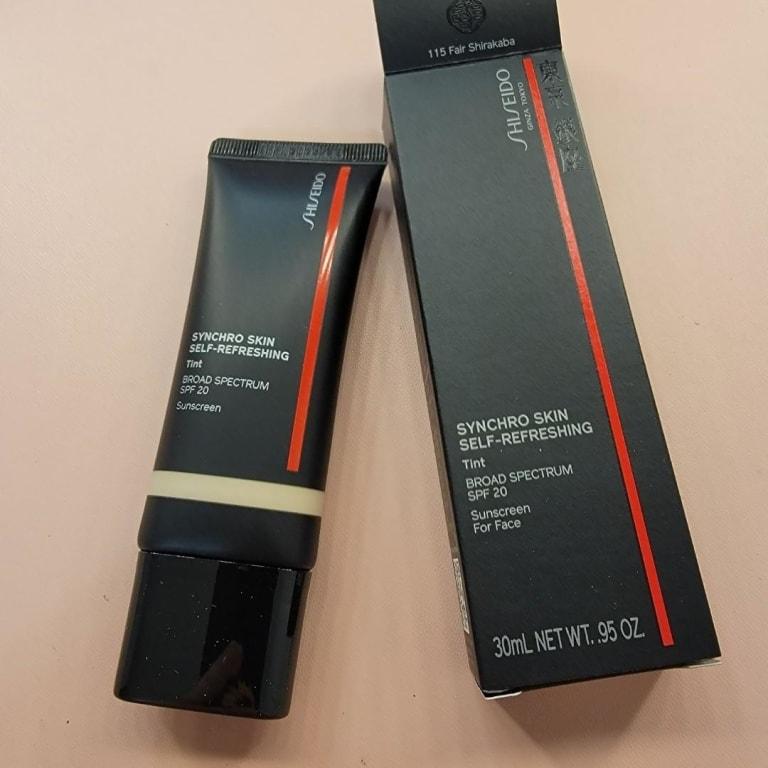 SHISEIDO
SYNCHRO SKIN
SELF-REFRESHING
Tint
BROAD SPECTRUM
SPF 20
Sunscreen
115 Fair Shirakaba
SHISEIDO
GINZA TOKYO
SYNCHRO SKIN
SELF-REFRESHING
Tint
BROAD SPECTRUM
SPF 20
Sunscreen
For Face
30mL NET WT. .95 OZ.